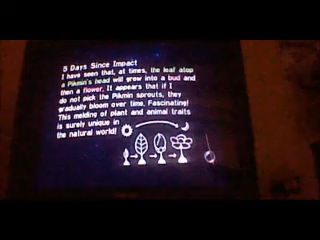 5 Days Since Impact
I have seen that, at times, the leaf atop
a Pikmin's head will grow into a bud and
then a flower. It appears that if I
do not pick the Pikmin sprouts, they
gradually bloom over time. Fascinating!
This melding of plant and animal traits
is surely unique in
the natural world!